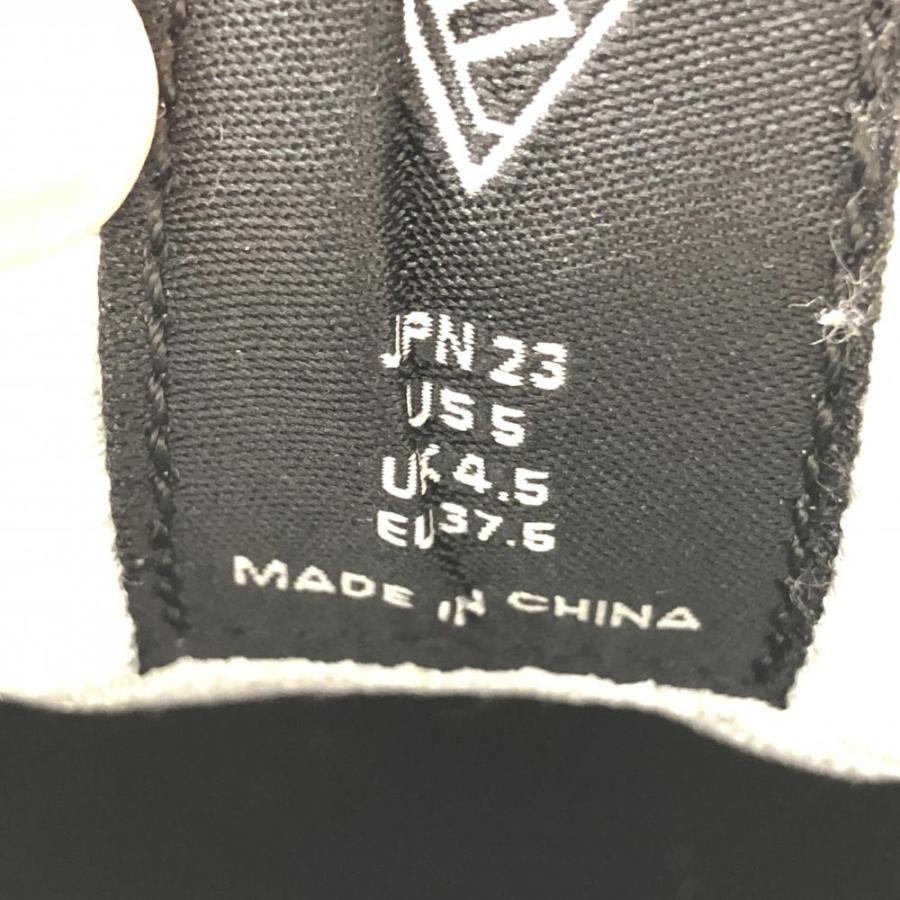 JPN 23
US 5
UK 4.5
EU 37.5
MADE IN CHINA